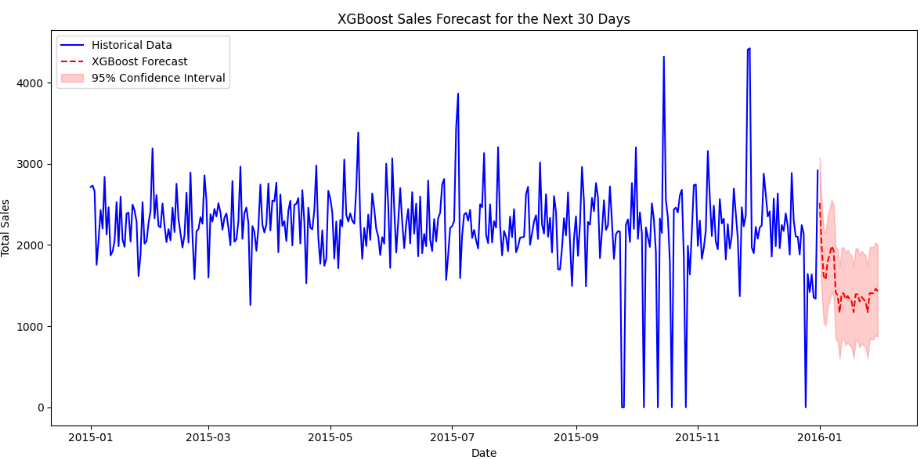 XGBoost Sales Forecast for the Next 30 Days
Historical Data
XGBoost Forecast
95% Confidence Interval
Total Sales
4000
3000
2000
1000
0
2015-01
2015-03
2015-05
2015-07
2015-09
2015-11
2016-01
Date